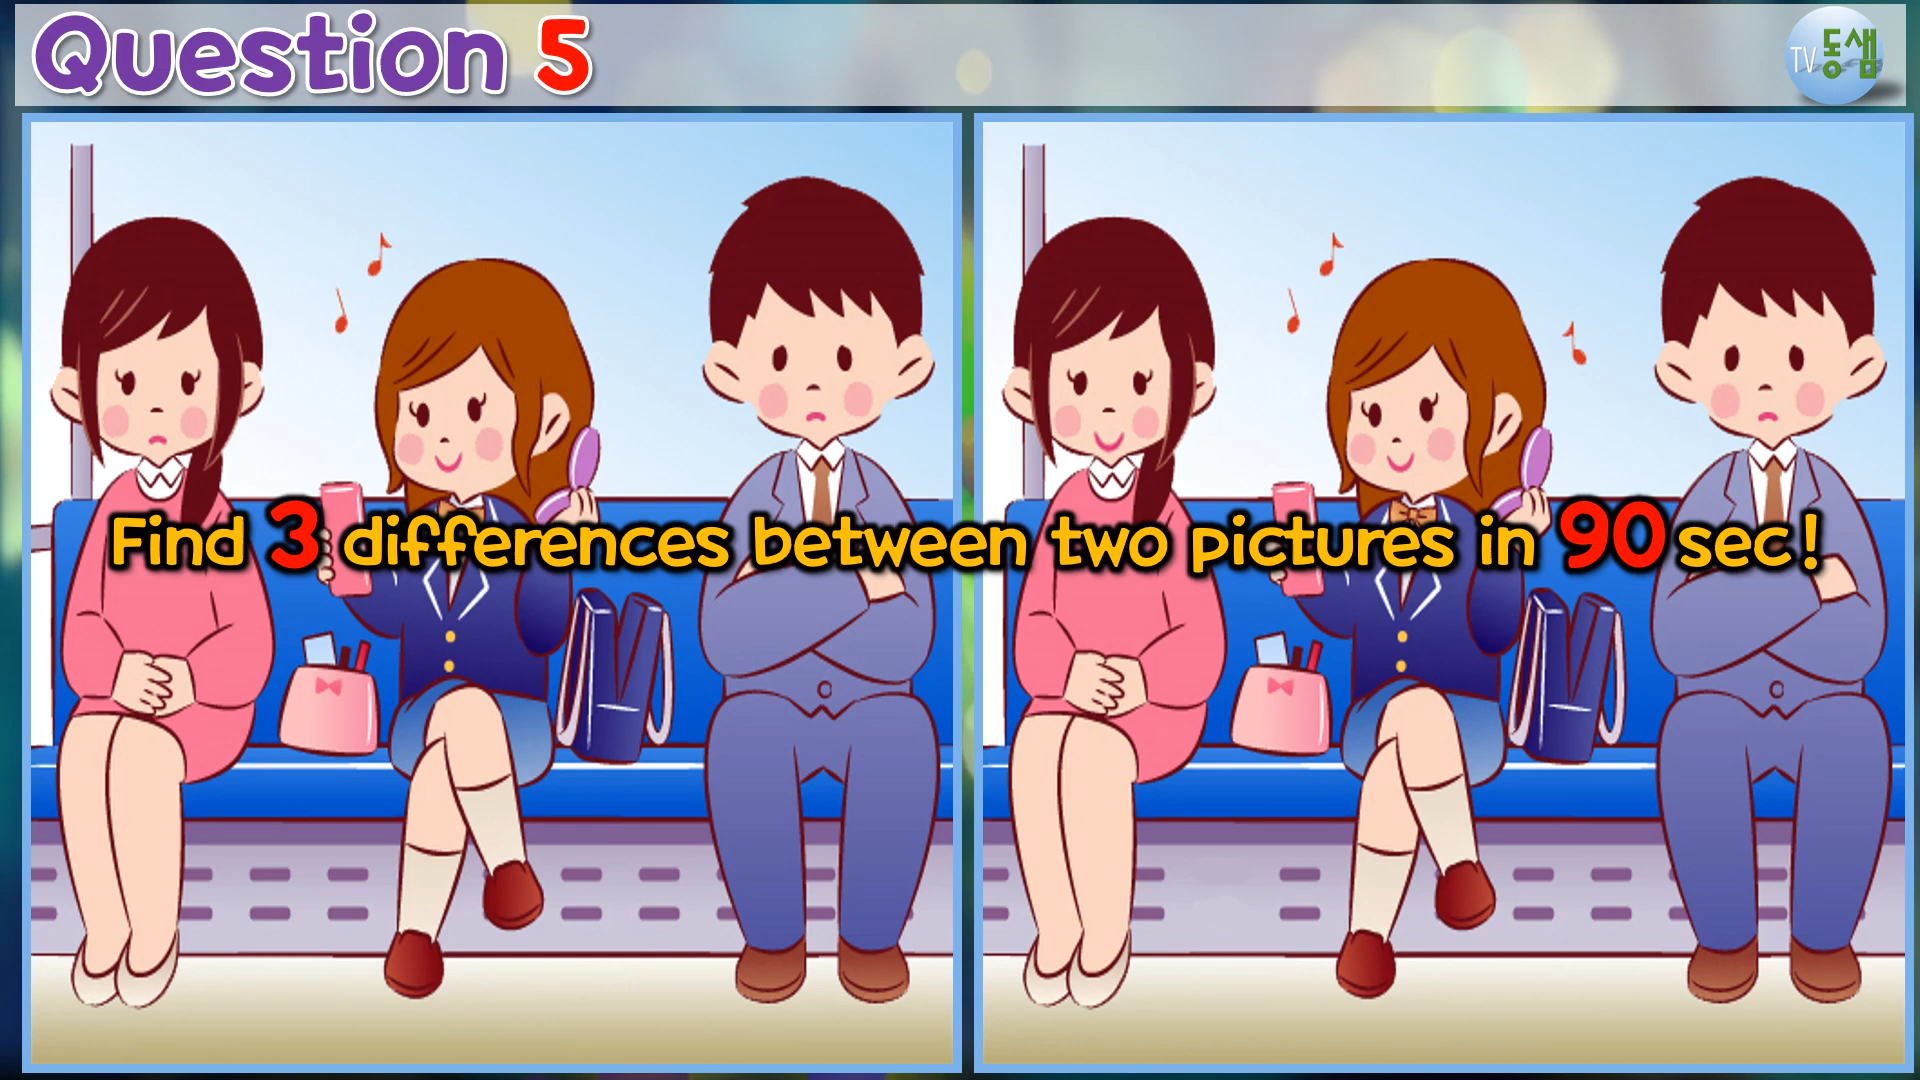 Question 5
TV 동샘
Find 3 differences between two pictures in 90 sec!